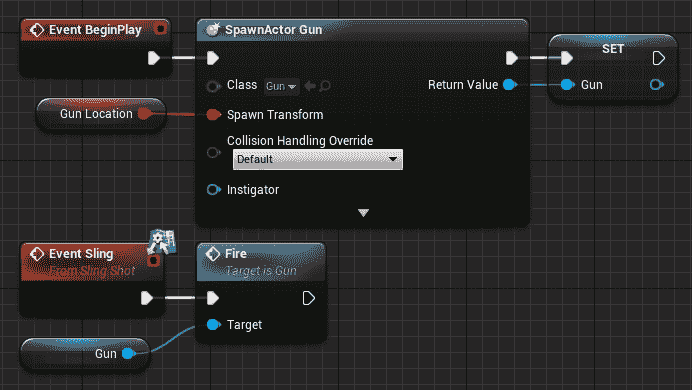 Event BeginPlay
SpawnActor Gun
SET
Class Gun
Return Value
Gun
Gun Location
Spawn Transform
Collision Handling Override
Default
Instigator
Event Sling
From Sling Shot
Fire
Target is Gun
Target
Gun